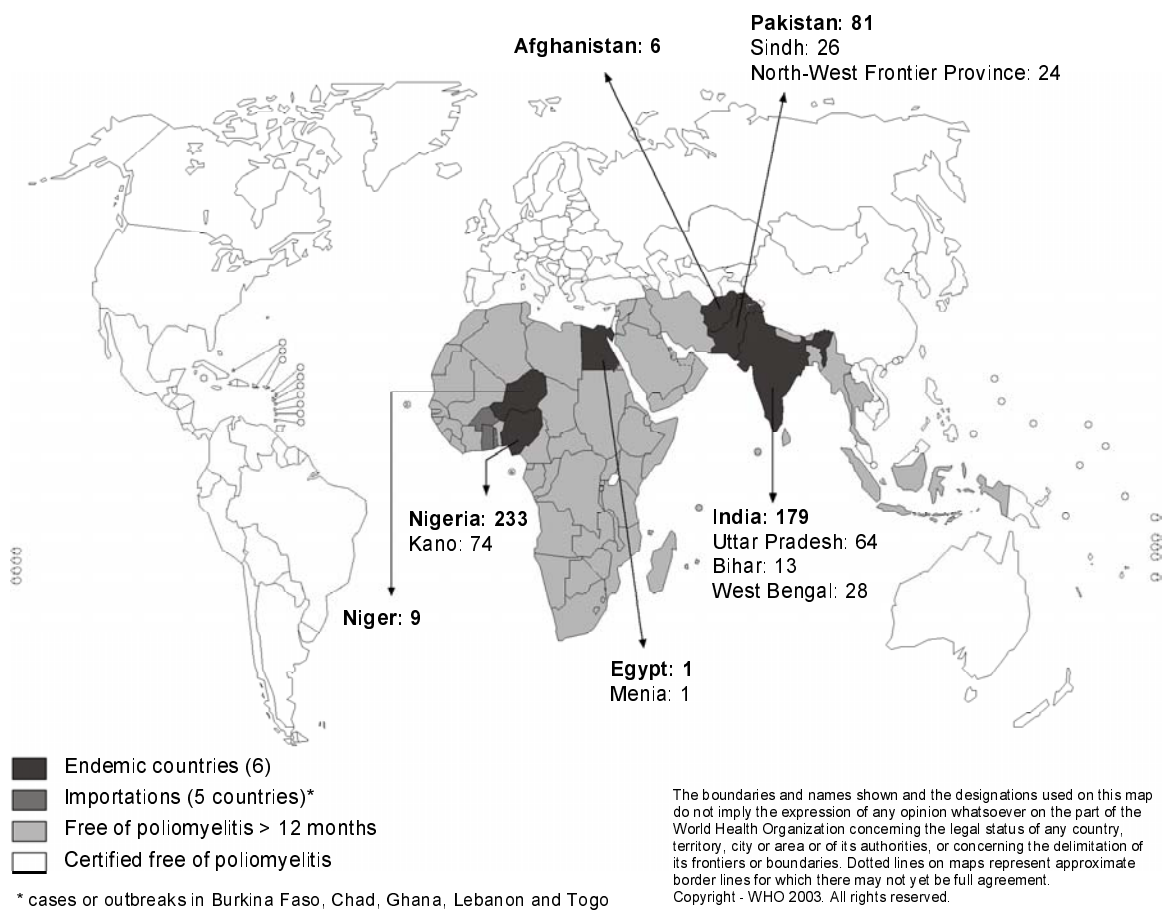 Pakistan: 81
Sindh: 26
North-West Frontier Province: 24
Afghanistan: 6
Nigeria: 233
Kano: 74
India: 179
Uttar Pradesh: 64
Bihar: 13
West Bengal: 28
Niger: 9
Egypt: 1
Menia: 1
Endemic countries (6)
Importations (5 countries)*
Free of poliomyelitis > 12 months
Certified free of poliomyelitis
* cases or outbreaks in Burkina Faso, Chad, Ghana, Lebanon and Togo
The boundaries and names shown and the designations used on this map
do not imply the expression of any opinion whatsoever on the part of the
World Health Organization concerning the legal status of any country,
territory, city or area or of its authorities, or concerning the delimitation of
its frontiers or boundaries. Dotted lines on maps represent approximate
border lines for which there may not yet be full agreement.
Copyright - WHO 2003. All rights reserved.